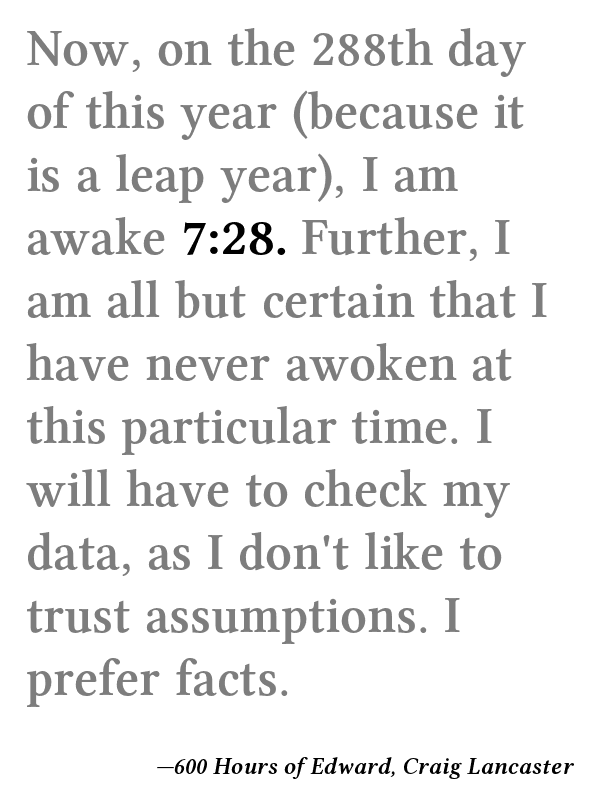 Now, on the 288th day
of this year (because it
is a leap year), I am
awake 7:28. Further, I
am all but certain that I
have never awoken at
this particular time. I
will have to check my
data, as I don't like to
trust assumptions. I
prefer facts.
—600 Hours of Edward, Craig Lancaster